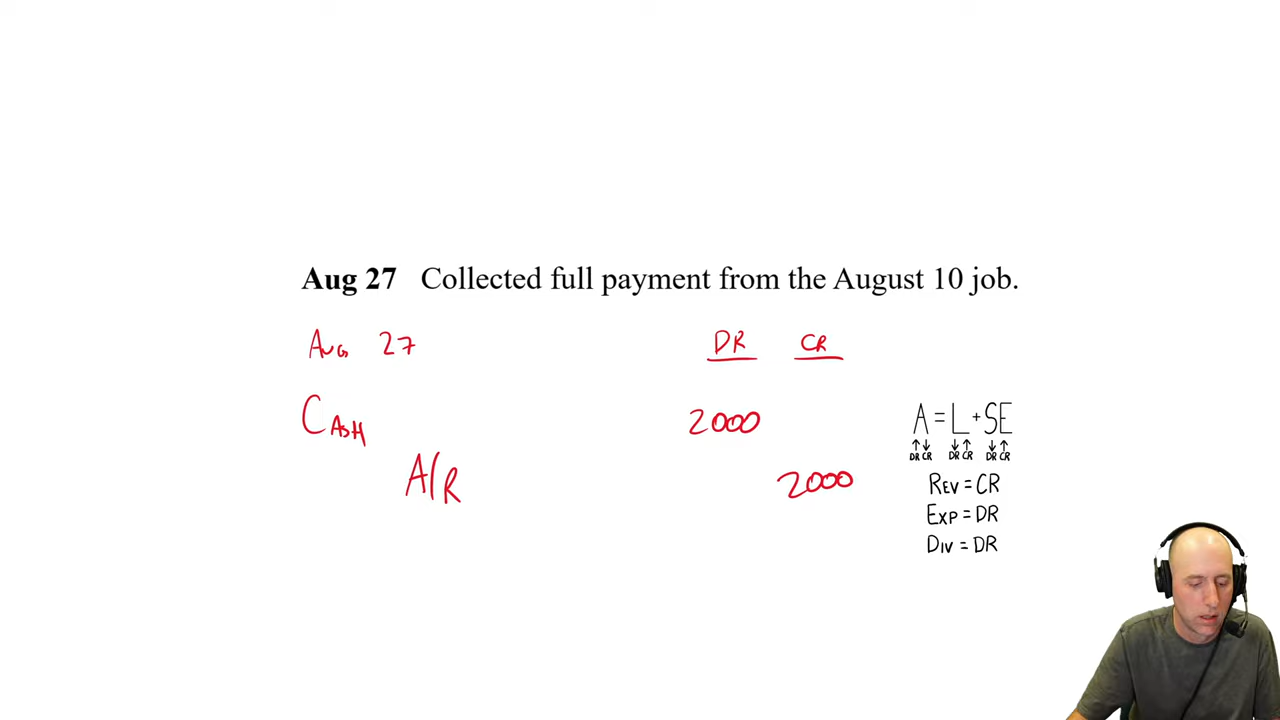 Aug 27 Collected full payment from the August 10 job.
Aug 27 DR CR
CASH 2000
A/R 2000
A = L + SE
↑ ↓ ↓ ↑ ↓ ↑
DR CR DR CR DR CR
REV = CR
EXP = DR
DIV = DR